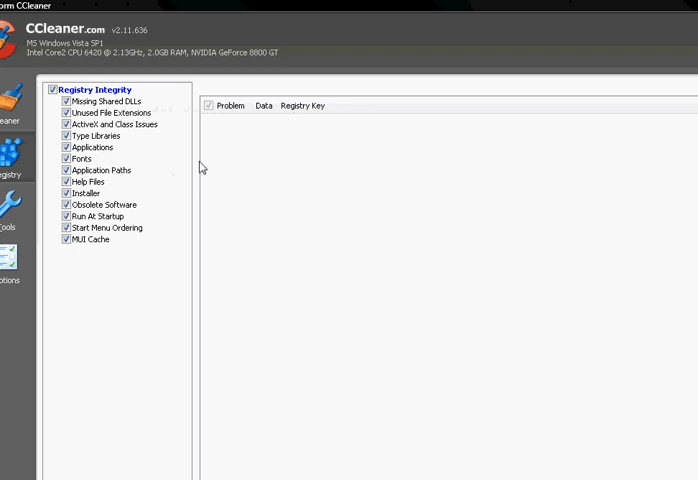 orm CCleaner
CCleaner.com v2.11.636
MS Windows Vista SP1
Intel Core2 CPU 6420 @ 2.13GHz, 2.0GB RAM, NVIDIA GeForce 8800 GT
Registry Integrity
Missing Shared DLLs
Unused File Extensions
ActiveX and Class Issues
Type Libraries
Applications
Fonts
Application Paths
Help Files
Installer
Obsolete Software
Run At Startup
Start Menu Ordering
MUI Cache
Problem Data Registry Key
eaner
egistry
ools
ptions